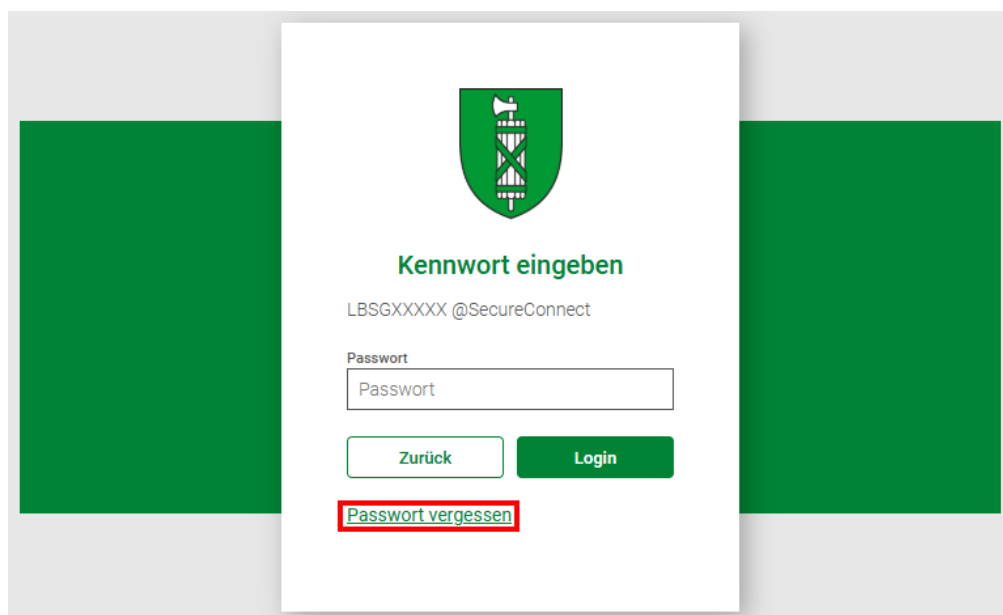 Kennwort eingeben
LBSGXXXXX @SecureConnect
Passwort
Passwort
Zurück
Login
Passwort vergessen